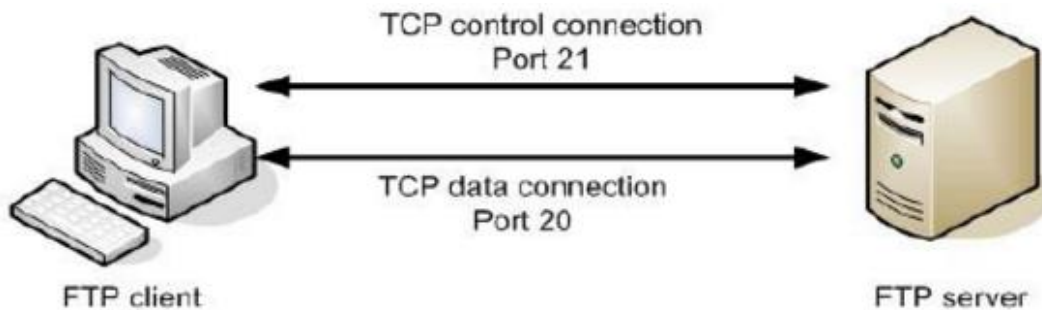 TCP control connection
Port 21
TCP data connection
Port 20
FTP client
FTP server